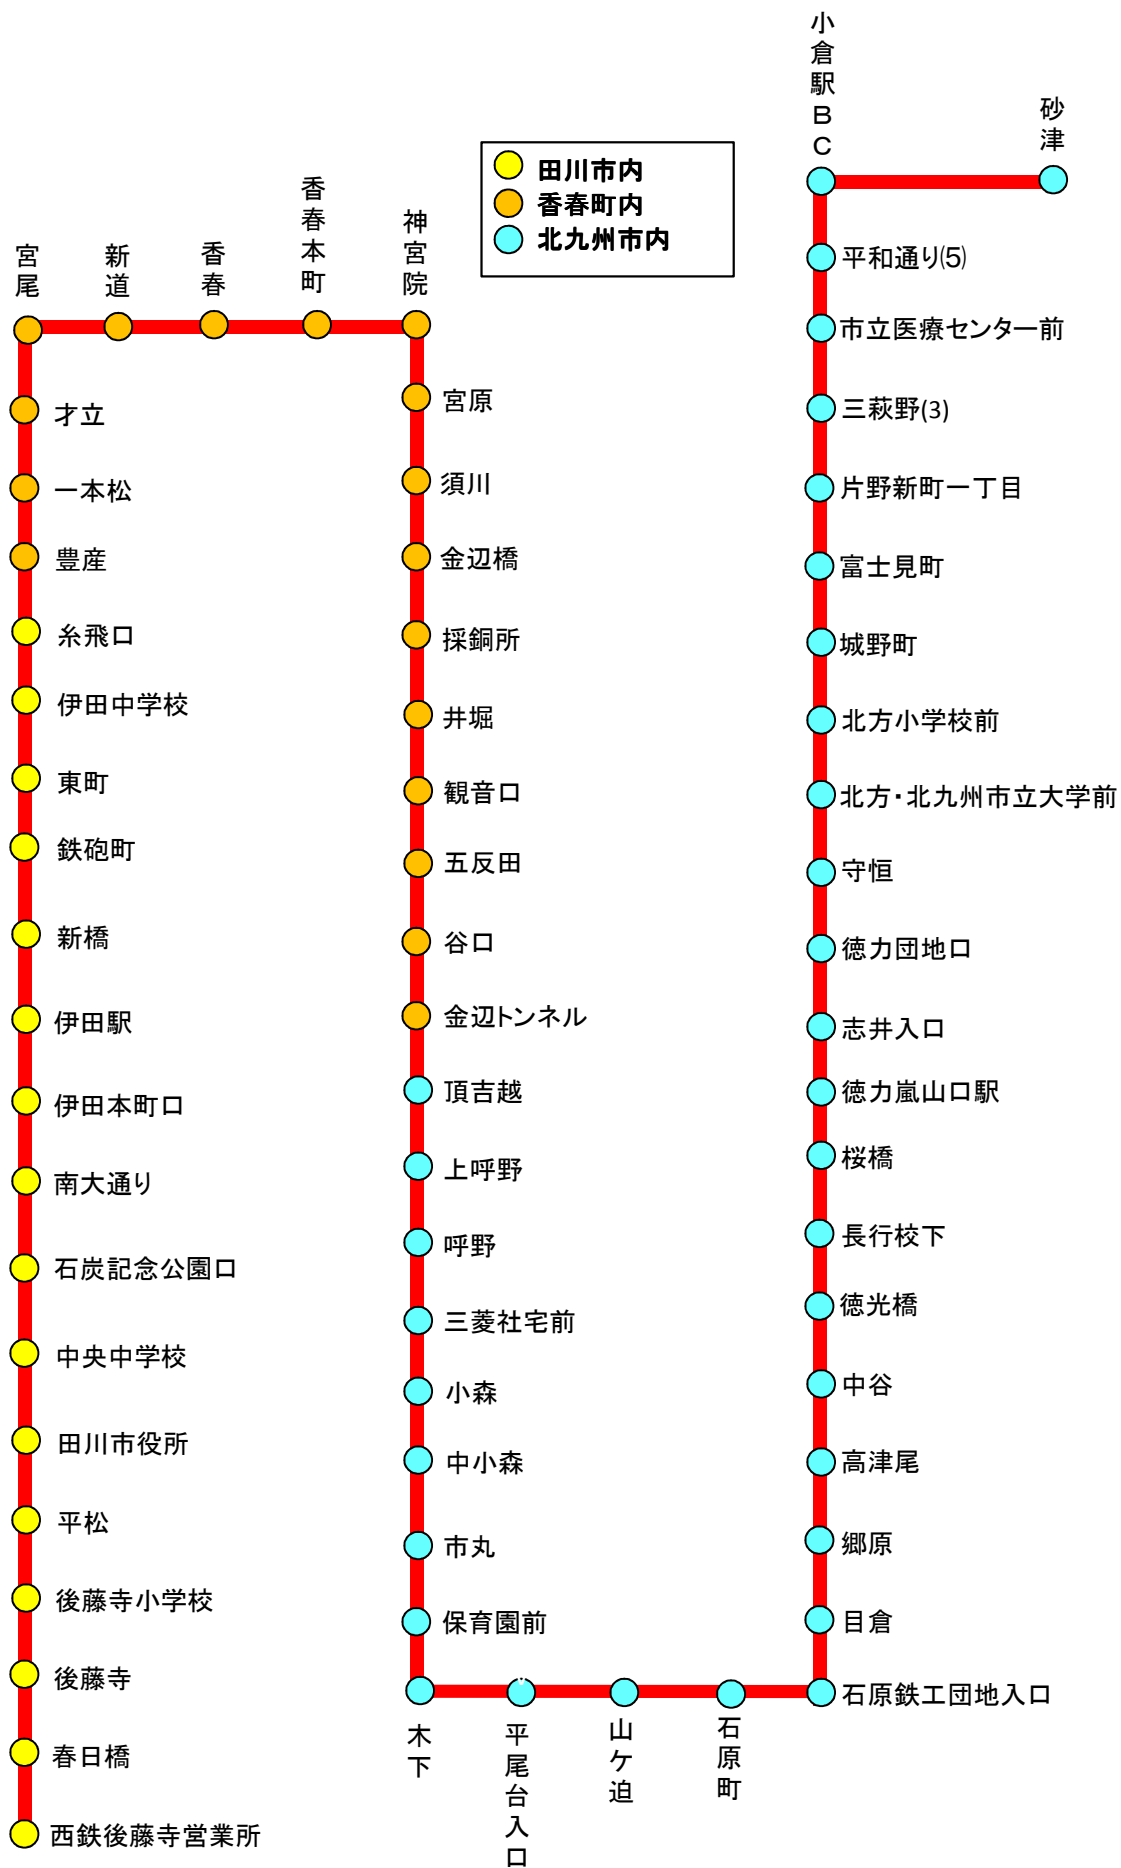 田川市内
香春町内
北九州市内
宮尾
新道
香春
香春本町
神宮院
才立
一本松
豊産
糸飛口
伊田中学校
東町
鉄砲町
新橋
伊田駅
伊田本町口
南大通り
石炭記念公園口
中央中学校
田川市役所
平松
後藤寺小学校
後藤寺
春日橋
西鉄後藤寺営業所
宮原
須川
金辺橋
採銅所
井堀
観音口
五反田
谷口
金辺トンネル
頂吉越
上呼野
呼野
三菱社宅前
小森
中小森
市丸
保育園前
木下
平尾台入口
山ケ迫
石原町
小倉駅BC
砂津
平和通り(5)
市立医療センター前
三萩野(3)
片野新町一丁目
富士見町
城野町
北方小学校前
北方・北九州市立大学前
守恒
徳力団地口
志井入口
徳力嵐山口駅
桜橋
長行校下
徳光橋
中谷
高津尾
郷原
目倉
石原鉄工団地入口